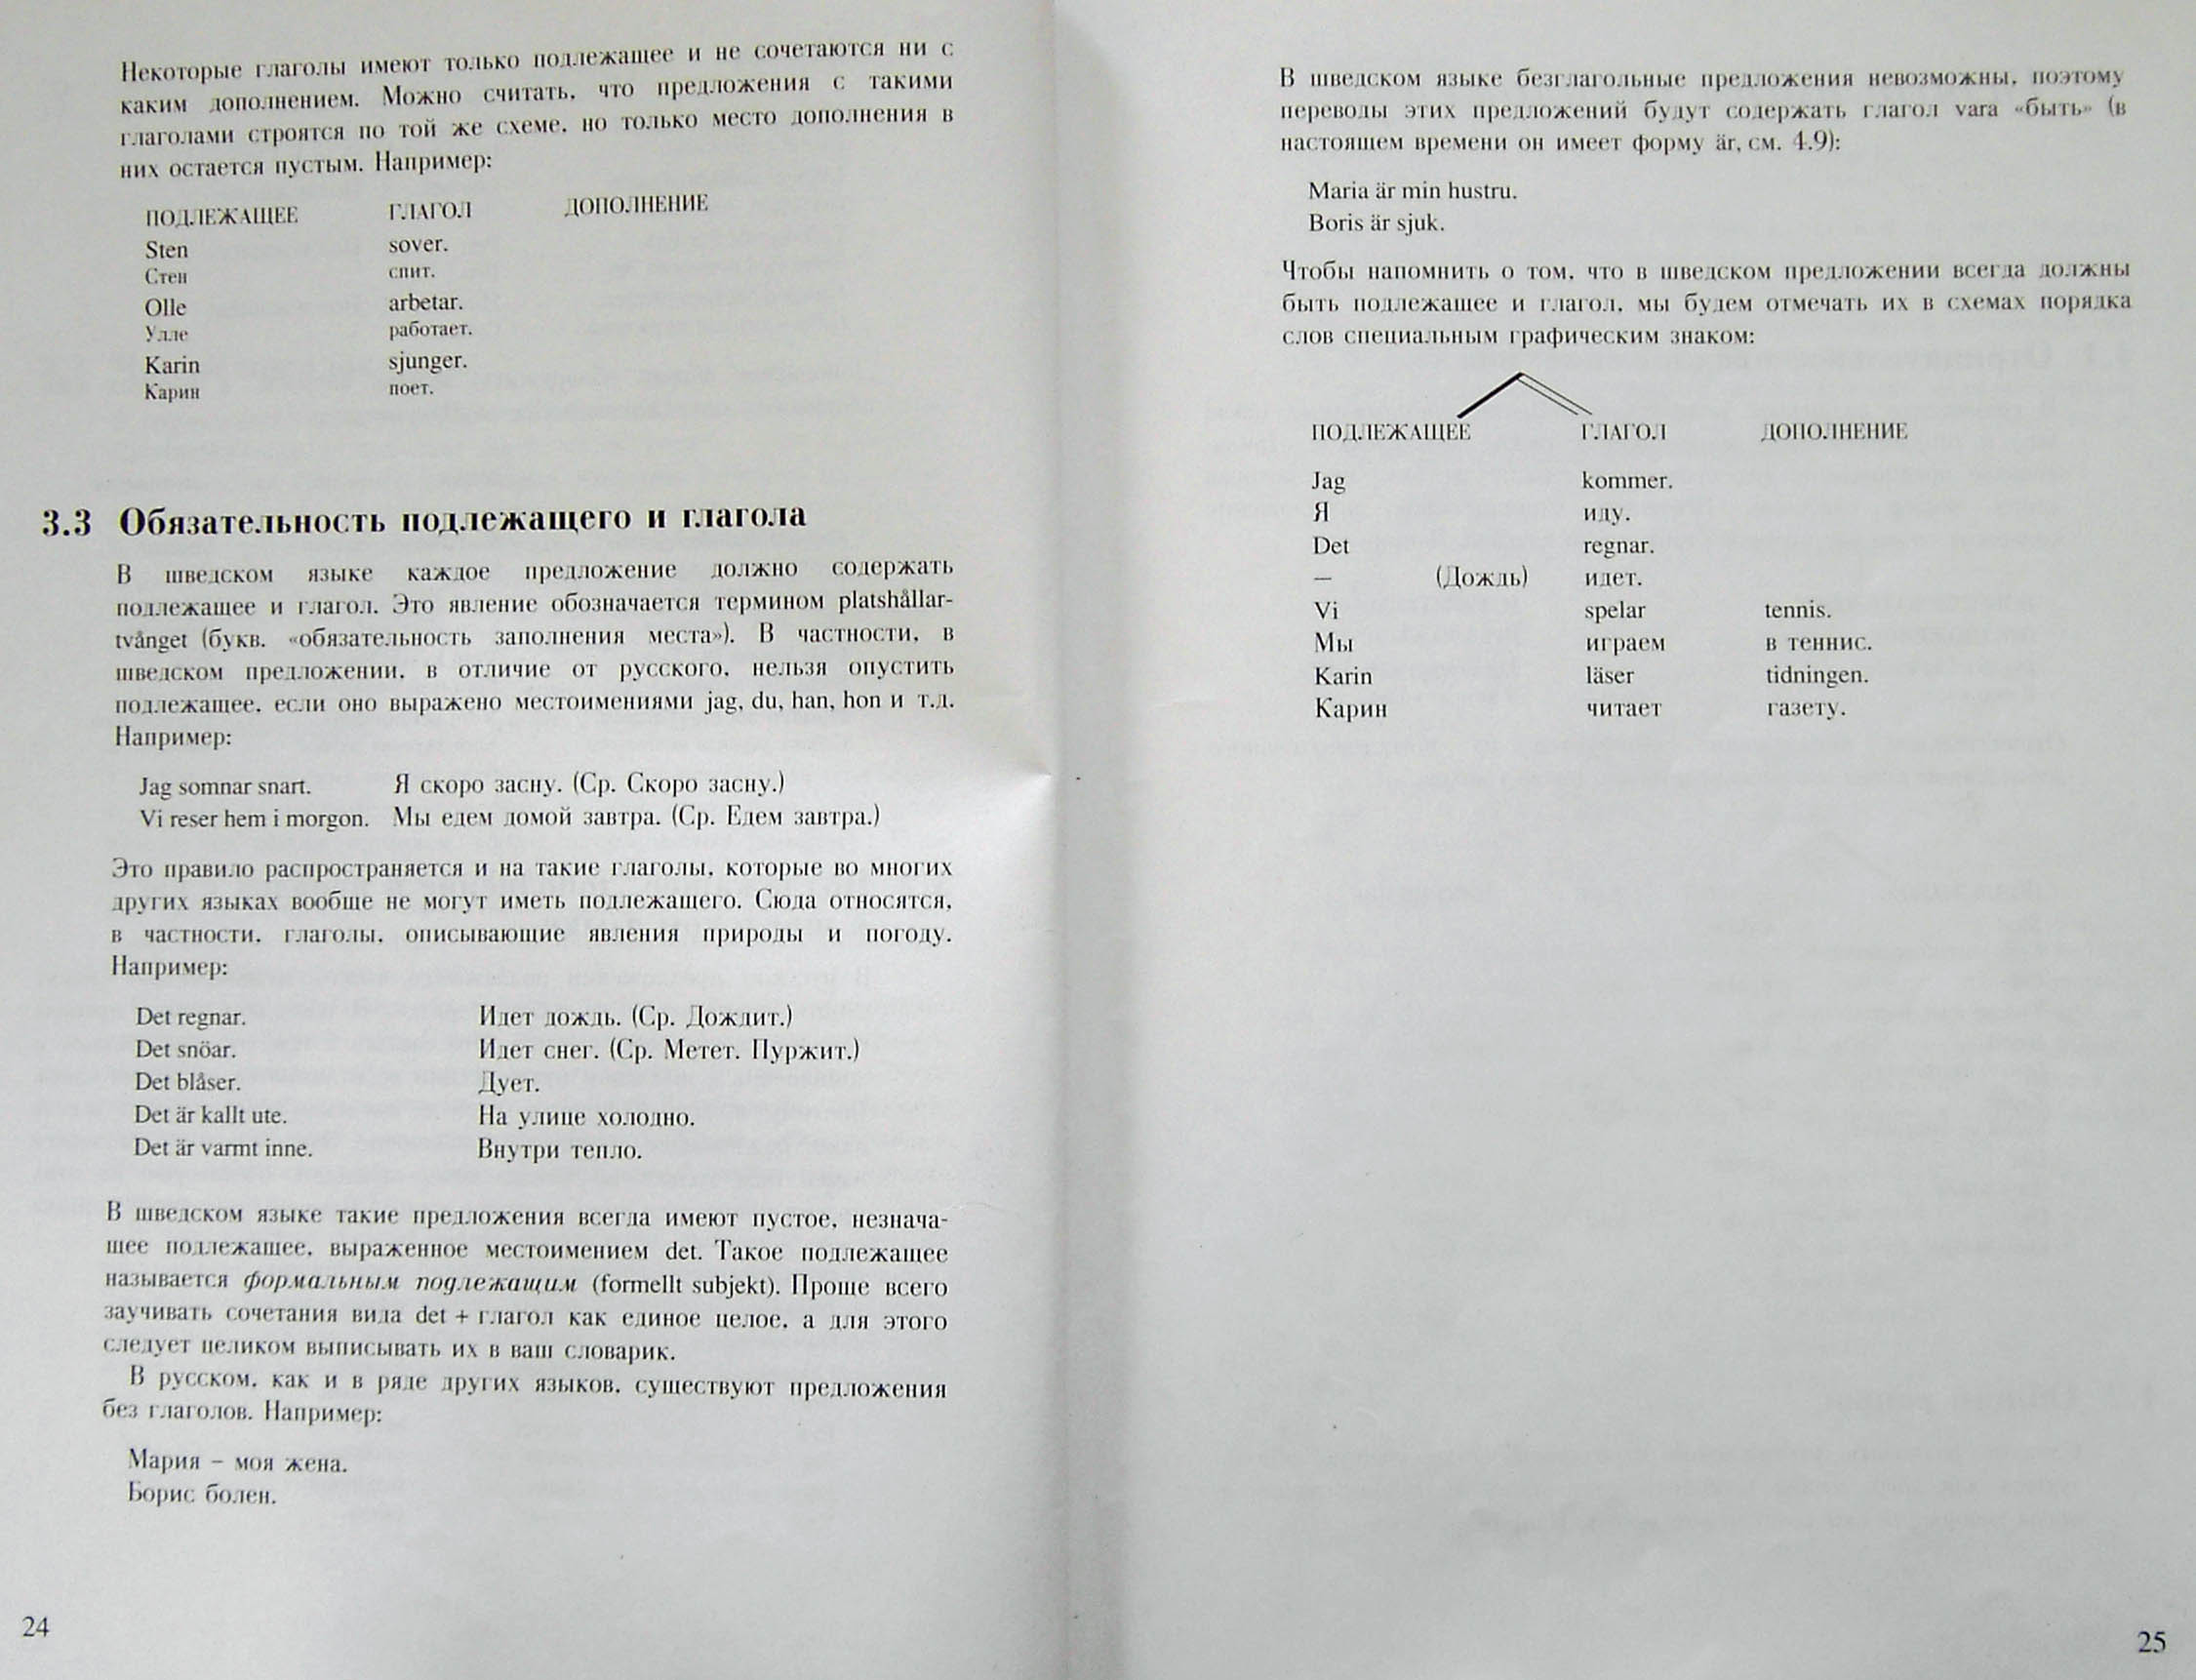 Некоторые глаголы имеют только подлежащее и не сочетаются ни с
каким дополнением. Можно считать, что предложения с такими
глаголами строятся по той же схеме, но только место дополнения в
них остается пустым. Например:
ПОДЛЕЖАЩЕЕ ГЛАГОЛ ДОПОЛНЕНИЕ
Sten sover.
Стен спит.
Olle arbetar.
Улле работает.
Karin sjunger.
Карин поет.
3.3 Обязательность подлежащего и глагола
В шведском языке каждое предложение должно содержать
подлежащее и глагол. Это явление обозначается термином platshållar-
tvånget (букв. «обязательность заполнения места»). В частности, в
шведском предложении, в отличие от русского, нельзя опустить
подлежащее, если оно выражено местоимениями jag, du, han, hon и т.д.
Например:
Jag somnar snart. Я скоро засну. (Ср. Скоро засну.)
Vi reser hem i morgon. Мы едем домой завтра. (Ср. Едем завтра.)
Это правило распространяется и на такие глаголы, которые во многих
других языках вообще не могут иметь подлежащего. Сюда относятся,
в частности, глаголы, описывающие явления природы и погоду.
Например:
Det regnar. Идет дождь. (Ср. Дождит.)
Det snöar. Идет снег. (Ср. Метет. Пуржит.)
Det blåser. Дует.
Det är kallt ute. На улице холодно.
Det är varmt inne. Внутри тепло.
В шведском языке такие предложения всегда имеют пустое, незнача-
щее подлежащее, выраженное местоимением det. Такое подлежащее
называется формальным подлежащим (formellt subjekt). Проще всего
заучивать сочетания вида det + глагол как единое целое, а для этого
следует целиком выписывать их в ваш словарик.
В русском, как и в ряде других языков, существуют предложения
без глаголов. Например:
Мария – моя жена.
Борис болен.
24
В шведском языке безглагольные предложения невозможны, поэтому
переводы этих предложений будут содержать глагол vara «быть» (в
настоящем времени он имеет форму är, см. 4.9):
Maria är min hustru.
Boris är sjuk.
Чтобы напомнить о том, что в шведском предложении всегда должны
быть подлежащее и глагол, мы будем отмечать их в схемах порядка
слов специальным графическим знаком:
ПОДЛЕЖАЩЕЕ ГЛАГОЛ ДОПОЛНЕНИЕ
Jag kommer.
Я иду.
Det regnar.
— (Дождь) идет.
Vi spelar tennis.
Мы играем в теннис.
Karin läser tidningen.
Карин читает газету.
25